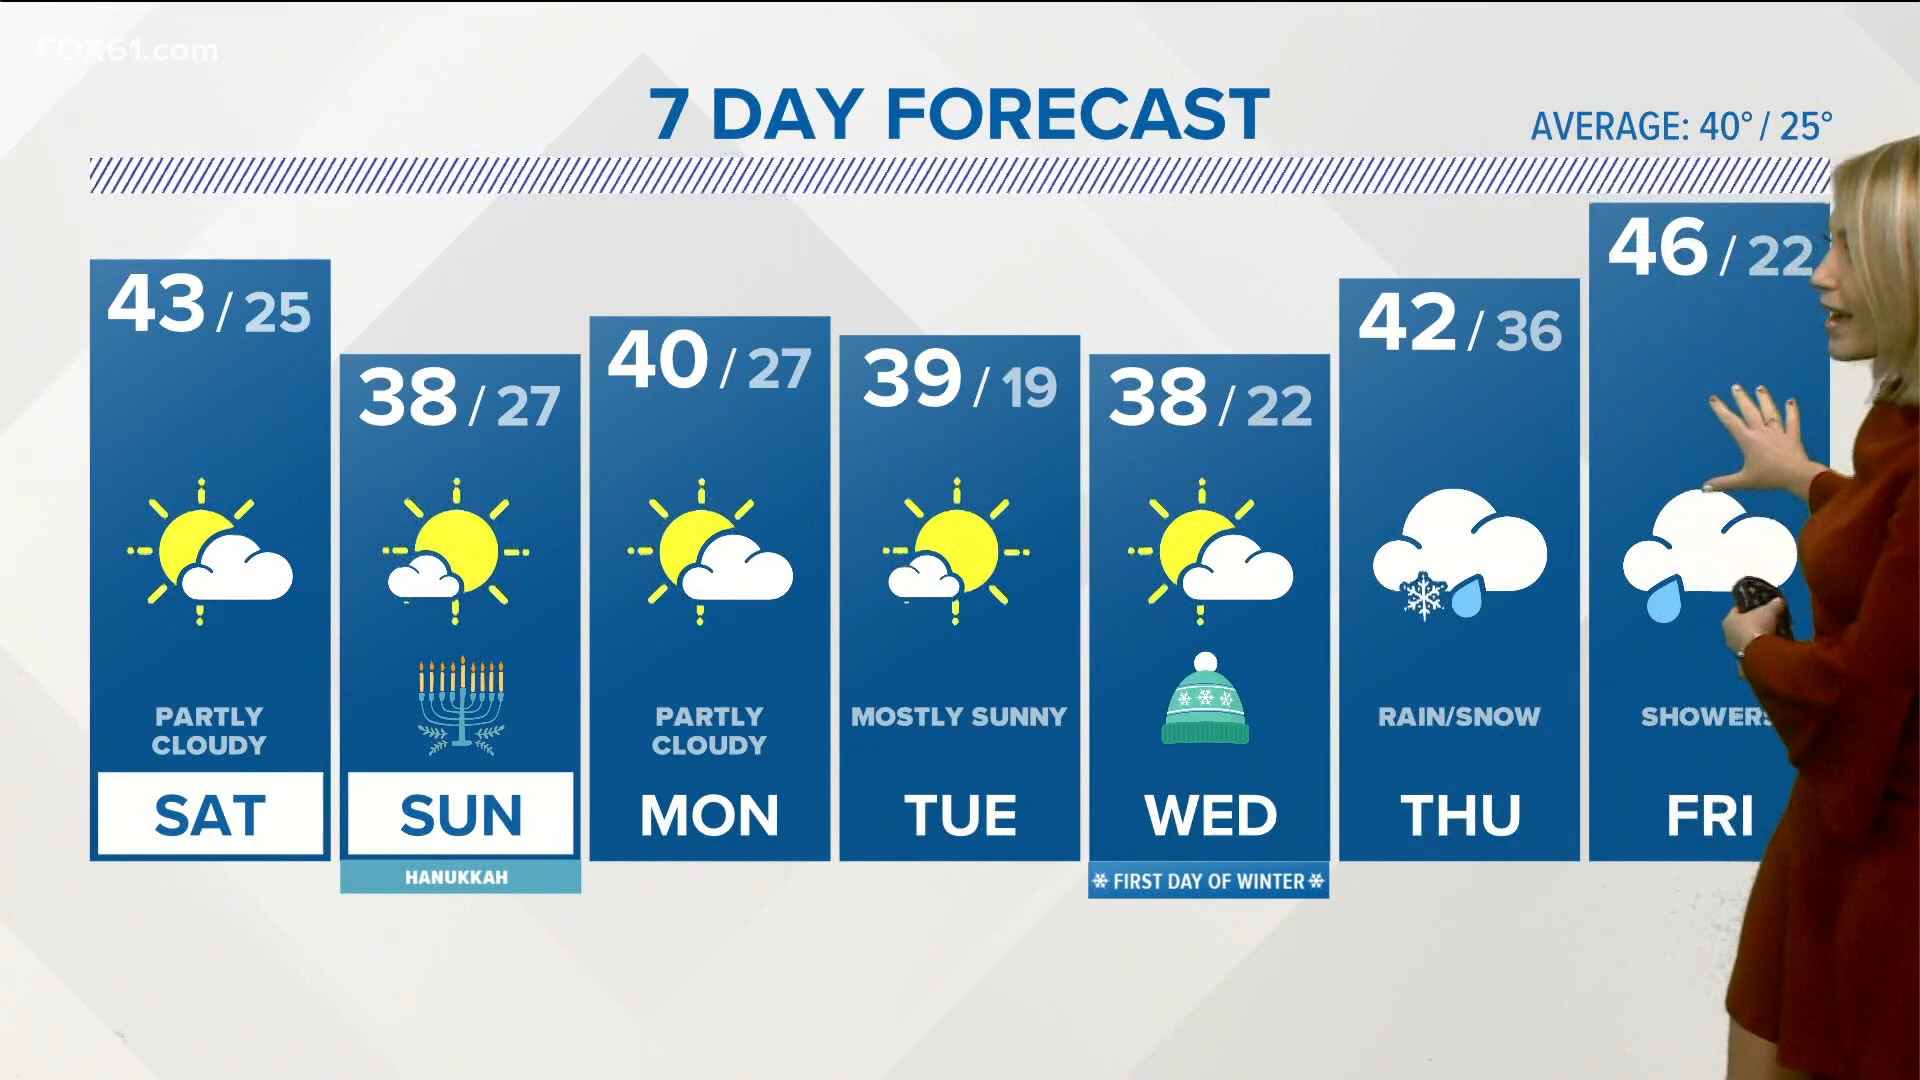 FOX61.com
7 DAY FORECAST
AVERAGE: 40° / 25°
43 / 25
PARTLY
CLOUDY
SAT
38 / 27
SUN
HANUKKAH
40 / 27
PARTLY
CLOUDY
MON
39 / 19
MOSTLY SUNNY
TUE
38 / 22
WED
FIRST DAY OF WINTER
42 / 36
RAIN/SNOW
THU
46 / 22
SHOWERS
FRI